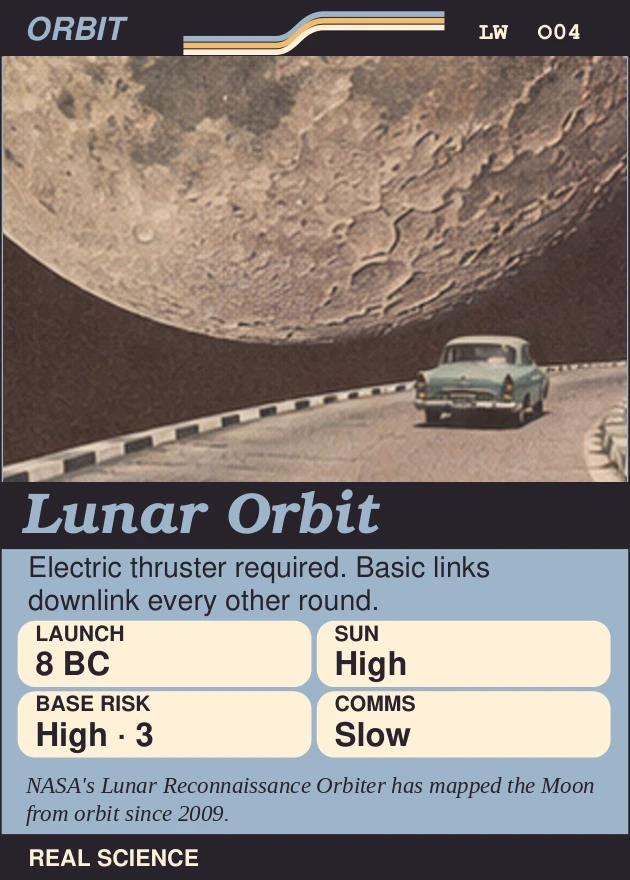 ORBIT
LW O04
Lunar Orbit
Electric thruster required. Basic links
downlink every other round.
LAUNCH
8 BC
SUN
High
BASE RISK
High · 3
COMMS
Slow
NASA's Lunar Reconnaissance Orbiter has mapped the Moon
from orbit since 2009.
REAL SCIENCE